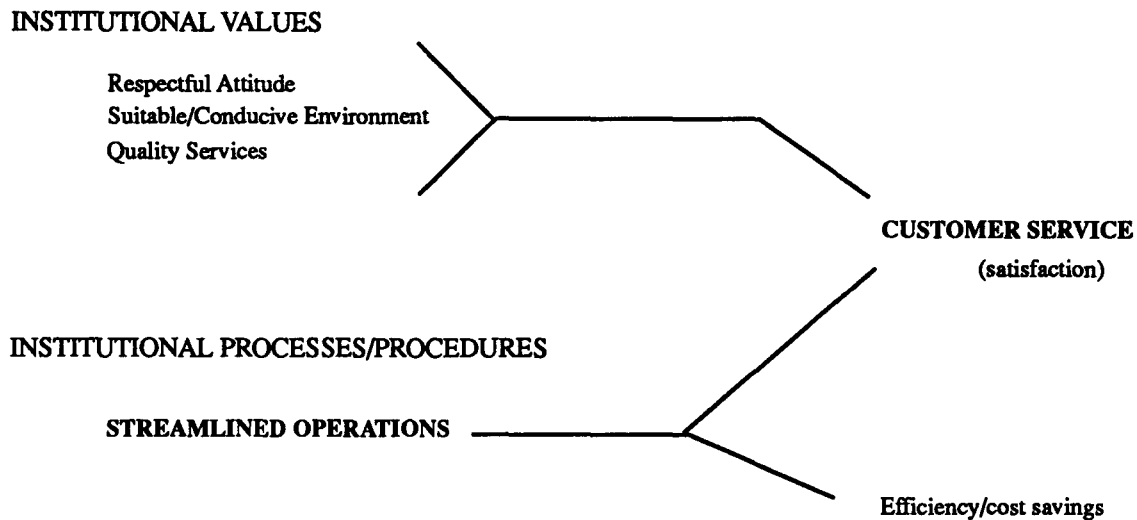 INSTITUTIONAL VALUES
Respectful Attitude
Suitable/Conducive Environment
Quality Services
CUSTOMER SERVICE
(satisfaction)
INSTITUTIONAL PROCESSES/PROCEDURES
STREAMLINED OPERATIONS
Efficiency/cost savings